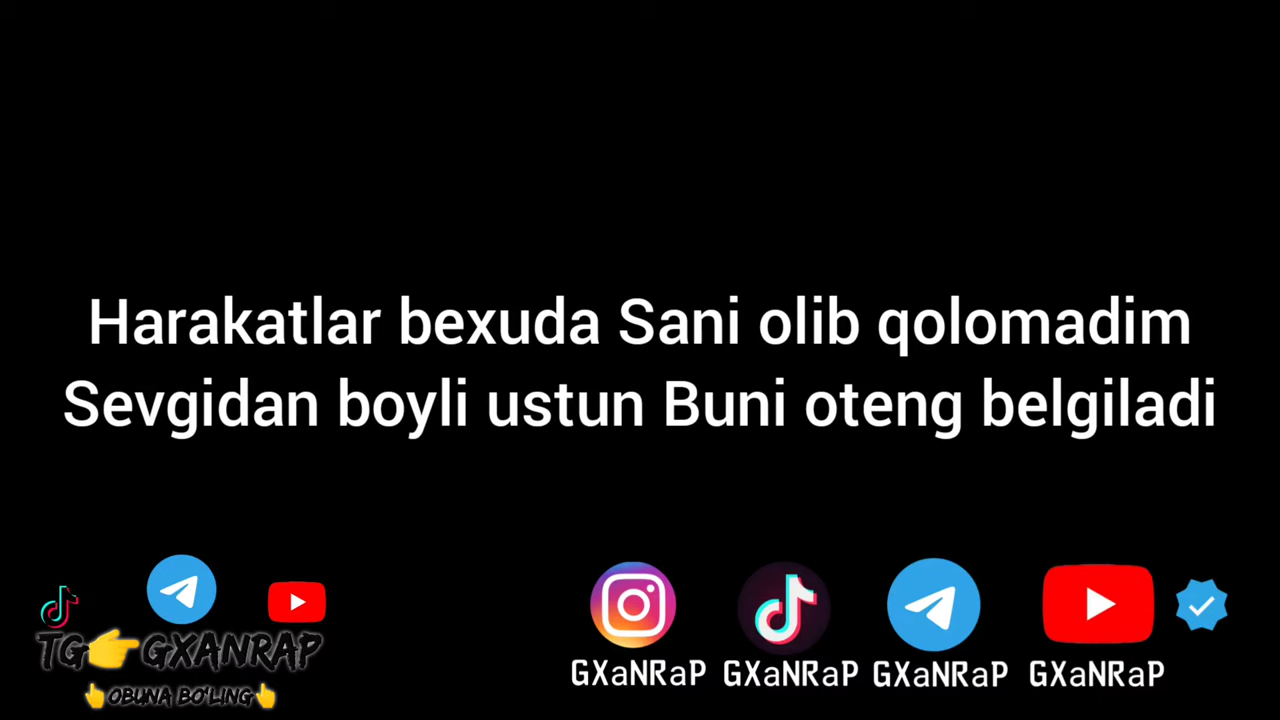 Harakatlar bexuda Sani olib qolomadim
Sevgidan boyli ustun Buni oteng belgiladi
TG👉GXANRAP
👆OBUNA BO'LING👆
GXaNRaP GXaNRaP GXaNRaP GXaNRaP